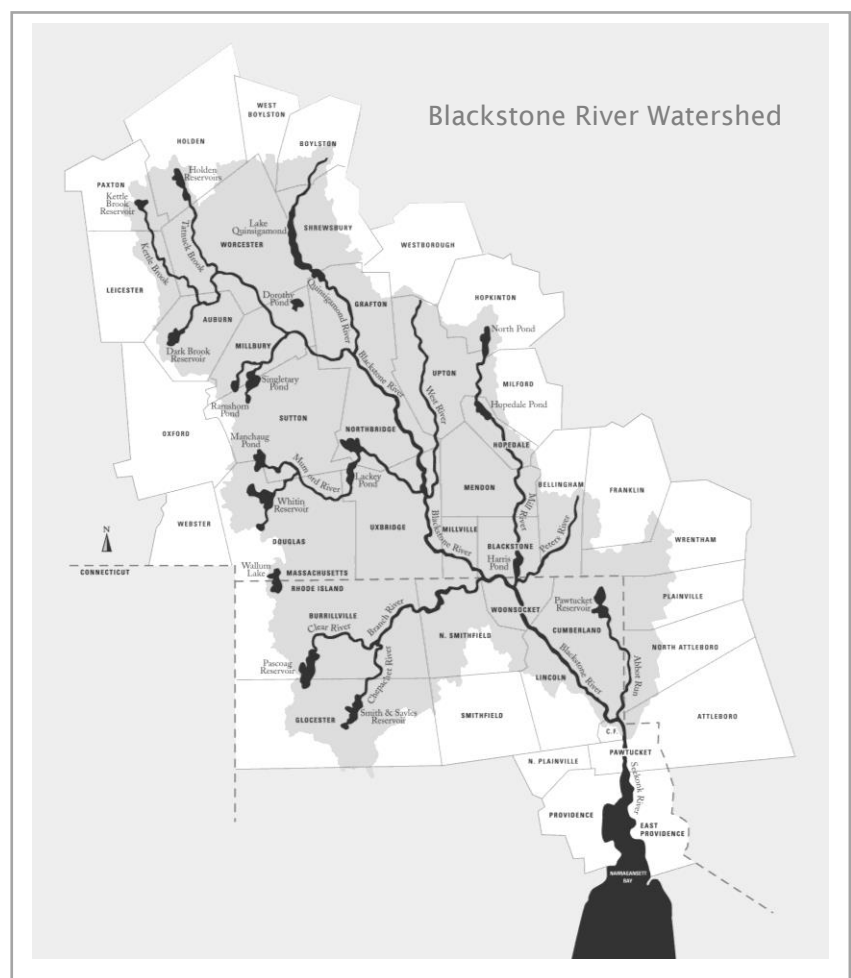 Blackstone River Watershed
WEST
BOYLSTON
HOLDEN
BOYLSTON
Holden
Reservoirs
PAXTON
Kettle
Brook
Reservoir
Lake
Quinsigamond
SHREWSBURY
Tatnuck Brook
WORCESTER
WESTBOROUGH
Kettle Brook
LEICESTER
Dorothy
Pond
Quinsigamond River
GRAFTON
HOPKINTON
AUBURN
North Pond
MILLBURY
Dark Brook
Reservoir
Blackstone River
UPTON
Singletary
Pond
West River
MILFORD
Ramshorn
Pond
Hopedale Pond
SUTTON
OXFORD
NORTHBRIDGE
Manchaug
Pond
HOPEDALE
Mumford River
Lackey
Pond
MENDON
BELLINGHAM
FRANKLIN
Whitin
Reservoir
Mill River
WEBSTER
UXBRIDGE
Blackstone River
MILLVILLE
Peters River
N
DOUGLAS
BLACKSTONE
WRENTHAM
Harris
Pond
Wallum
Lake
CONNECTICUT
MASSACHUSETTS
RHODE ISLAND
Pawtucket
Reservoir
PLAINVILLE
WOONSOCKET
BURRILLVILLE
Clear River
Branch River
N. SMITHFIELD
CUMBERLAND
NORTH ATTLEBORO
Pascoag
Reservoir
Chepachet River
Blackstone River
Abbot Run
LINCOLN
GLOCESTER
Smith & Sayles
Reservoir
SMITHFIELD
ATTLEBORO
C.F.
PAWTUCKET
N. PLAINVILLE
Seekonk River
PROVIDENCE
EAST
PROVIDENCE
NARRAGANSETT
BAY